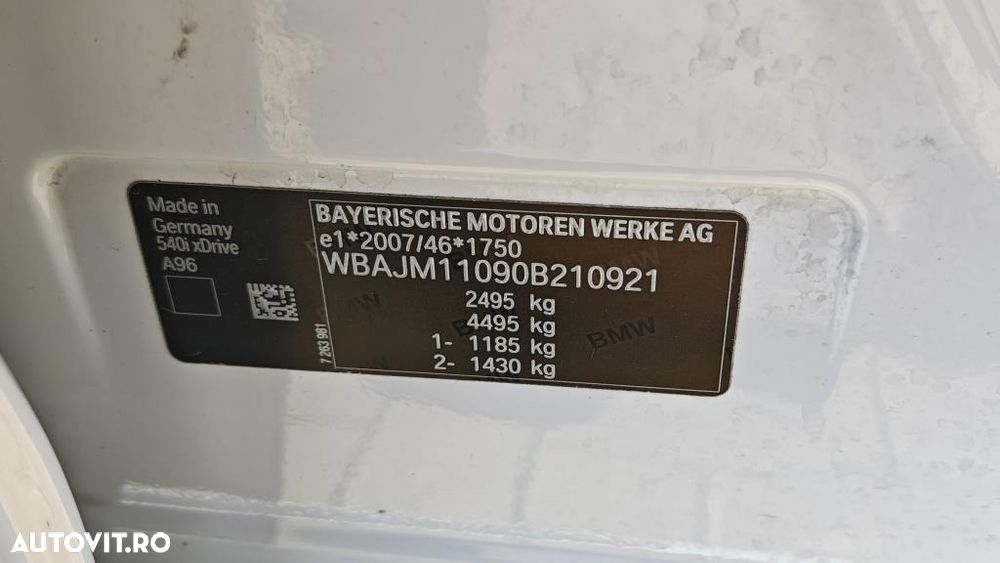 Made in
Germany
540i xDrive
A96
7 263 981
BAYERISCHE MOTOREN WERKE AG
e1*2007/46*1750
WBAJM11090B210921
2495 kg
4495 kg
1- 1185 kg
2- 1430 kg
BMW
BMW
AUTOVIT.RO